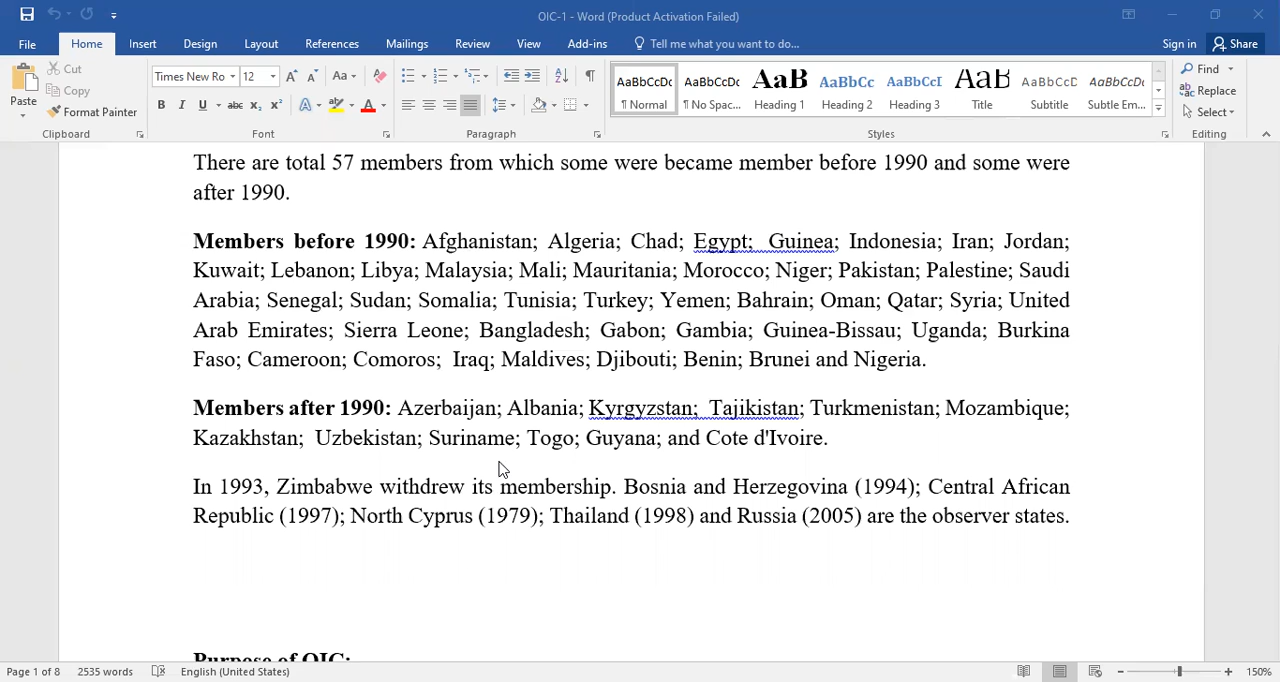 OIC-1 - Word (Product Activation Failed)
File Home Insert Design Layout References Mailings Review View Add-ins Tell me what you want to do... Sign in Share
Paste
Cut
Copy
Format Painter
Times New Ro 12
AaBbCcDc AaBbCcDc AaB AaBbCc AaBbCcI AaB AaBbCcD AaBbCcDc
¶ Normal ¶ No Spac... Heading 1 Heading 2 Heading 3 Title Subtitle Subtle Em...
Find
Replace
Select
Clipboard Font Paragraph Styles Editing
There are total 57 members from which some were became member before 1990 and some were
after 1990.
Members before 1990: Afghanistan; Algeria; Chad; Egypt; Guinea; Indonesia; Iran; Jordan;
Kuwait; Lebanon; Libya; Malaysia; Mali; Mauritania; Morocco; Niger; Pakistan; Palestine; Saudi
Arabia; Senegal; Sudan; Somalia; Tunisia; Turkey; Yemen; Bahrain; Oman; Qatar; Syria; United
Arab Emirates; Sierra Leone; Bangladesh; Gabon; Gambia; Guinea-Bissau; Uganda; Burkina
Faso; Cameroon; Comoros; Iraq; Maldives; Djibouti; Benin; Brunei and Nigeria.
Members after 1990: Azerbaijan; Albania; Kyrgyzstan; Tajikistan; Turkmenistan; Mozambique;
Kazakhstan; Uzbekistan; Suriname; Togo; Guyana; and Cote d'Ivoire.
In 1993, Zimbabwe withdrew its membership. Bosnia and Herzegovina (1994); Central African
Republic (1997); North Cyprus (1979); Thailand (1998) and Russia (2005) are the observer states.
Purpose of OIC:
Page 1 of 8 2535 words English (United States) 150%